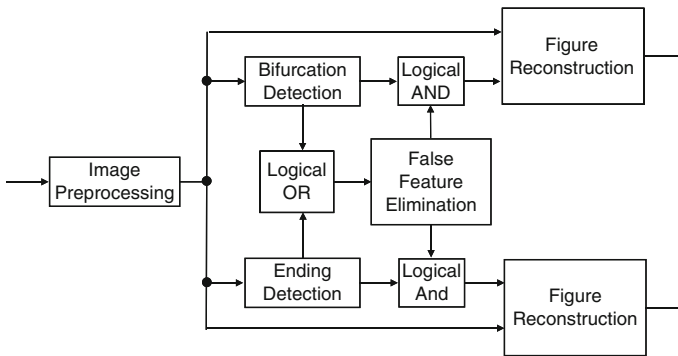 Figure
Reconstruction
Bifurcation
Detection
Logical
AND
Image
Preprocessing
Logical
OR
False
Feature
Elimination
Ending
Detection
Logical
And
Figure
Reconstruction